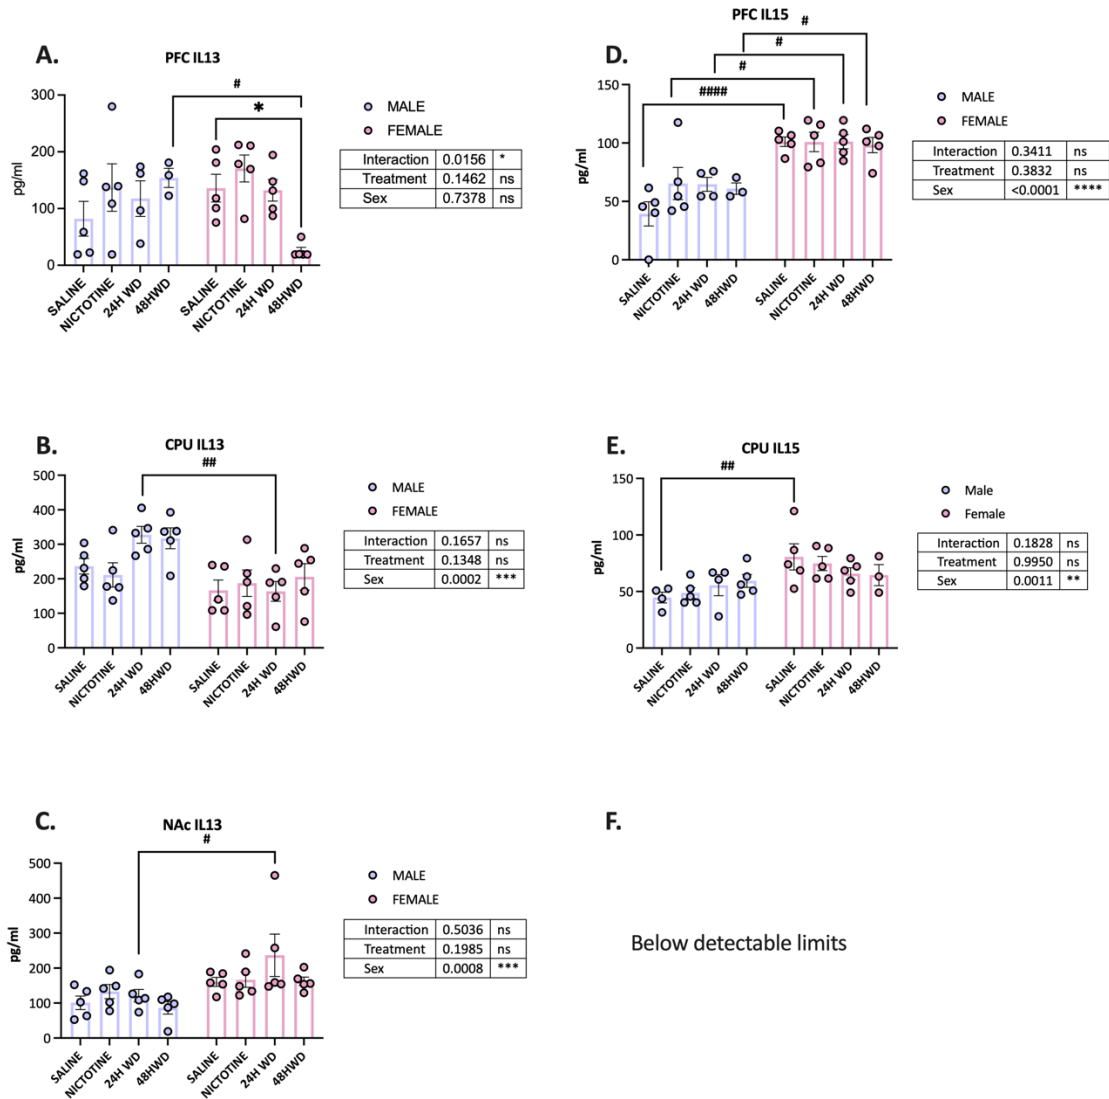 A.
PFC IL13
#
*
300
200
100
0
pg/ml
SALINE
NICTOTINE
24H WD
48HWD
SALINE
NICTOTINE
24H WD
48HWD
MALE
FEMALE
Interaction 0.0156 *
Treatment 0.1462 ns
Sex 0.7378 ns
D.
PFC IL15
#
#
#
####
150
100
50
0
pg/ml
SALINE
NICTOTINE
24H WD
48HWD
SALINE
NICTOTINE
24H WD
48HWD
MALE
FEMALE
Interaction 0.3411 ns
Treatment 0.3832 ns
Sex <0.0001 ****
B.
CPU IL13
##
500
400
300
200
100
0
pg/ml
SALINE
NICTOTINE
24H WD
48HWD
SALINE
NICTOTINE
24H WD
48HWD
MALE
FEMALE
Interaction 0.1657 ns
Treatment 0.1348 ns
Sex 0.0002 ***
E.
CPU IL15
##
150
100
50
0
pg/ml
SALINE
NICTOTINE
24H WD
48HWD
SALINE
NICTOTINE
24H WD
48HWD
Male
Female
Interaction 0.1828 ns
Treatment 0.9950 ns
Sex 0.0011 **
C.
NAc IL13
#
500
400
300
200
100
0
pg/ml
SALINE
NICTOTINE
24H WD
48HWD
SALINE
NICTOTINE
24H WD
48HWD
MALE
FEMALE
Interaction 0.5036 ns
Treatment 0.1985 ns
Sex 0.0008 ***
F.
Below detectable limits